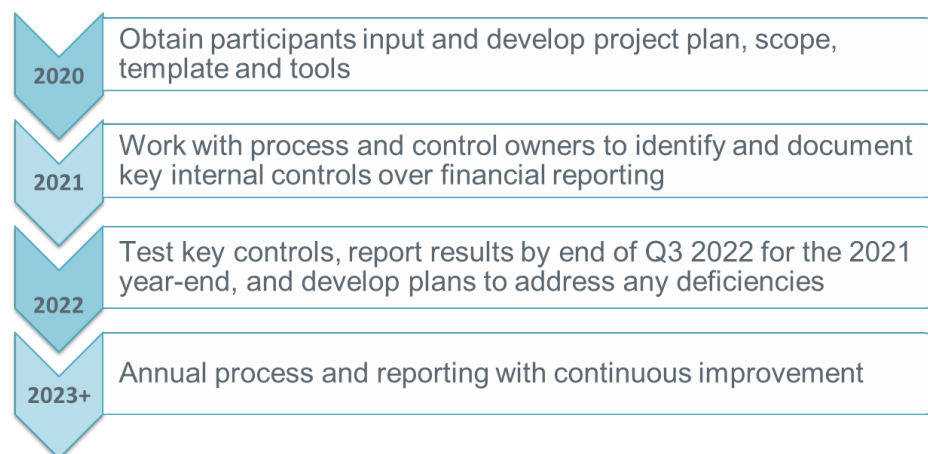 2020
Obtain participants input and develop project plan, scope,
template and tools
2021
Work with process and control owners to identify and document
key internal controls over financial reporting
2022
Test key controls, report results by end of Q3 2022 for the 2021
year-end, and develop plans to address any deficiencies
2023+
Annual process and reporting with continuous improvement